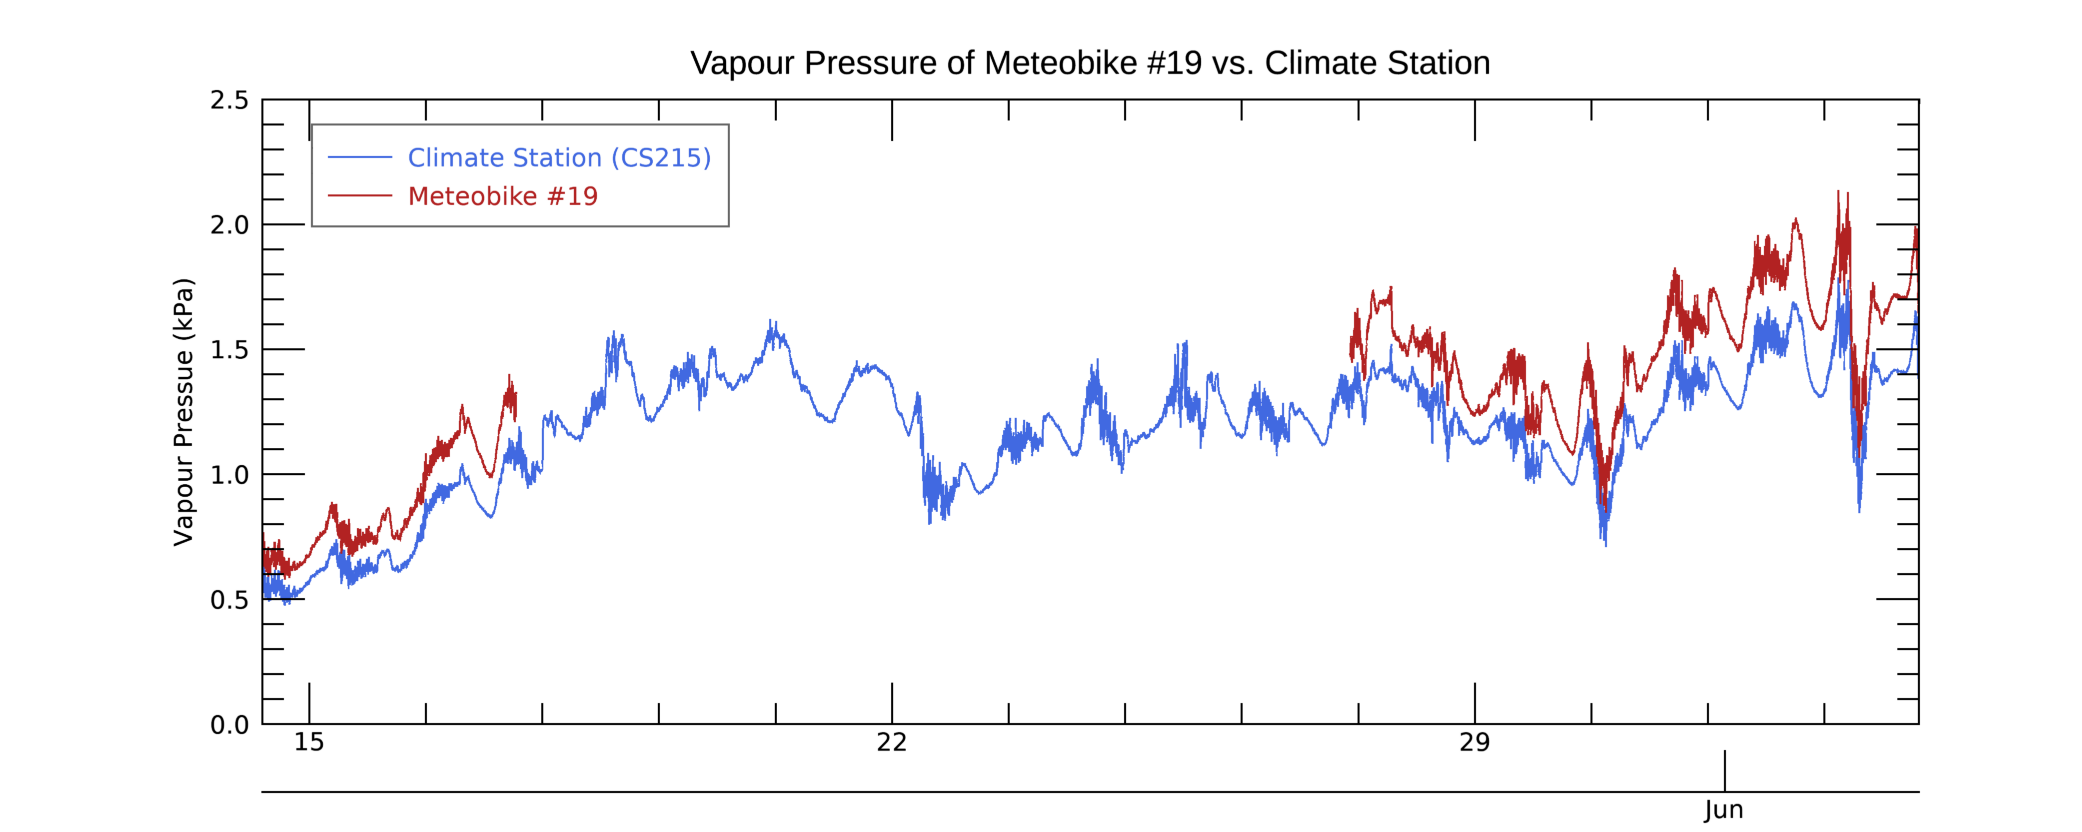 Vapour Pressure of Meteobike #19 vs. Climate Station
2.5
2.0
1.5
1.0
0.5
0.0
Vapour Pressue (kPa)
Climate Station (CS215)
Meteobike #19
15
22
29
Jun